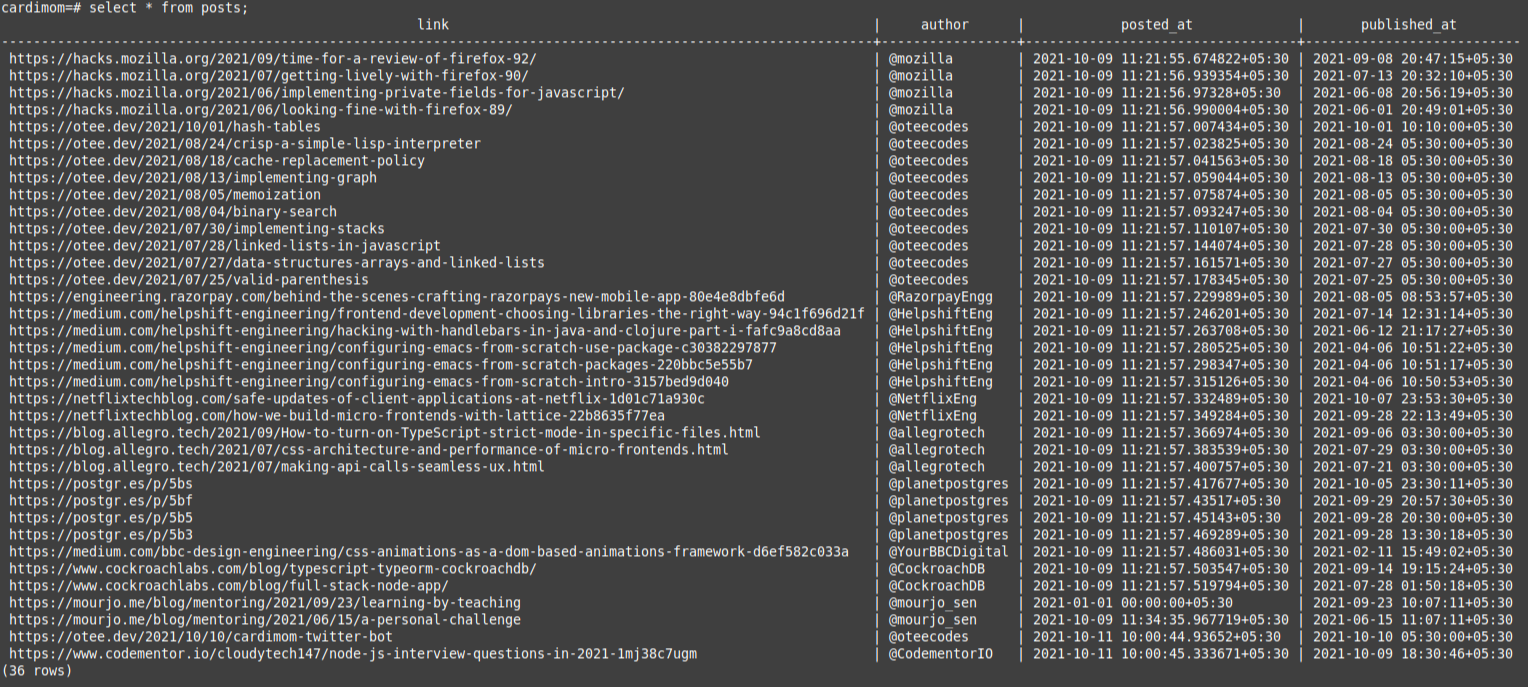 cardimom=# select * from posts;
link | author | posted_at | published_at
https://hacks.mozilla.org/2021/09/time-for-a-review-of-firefox-92/ | @mozilla | 2021-10-09 11:21:55.674822+05:30 | 2021-09-08 20:47:15+05:30
https://hacks.mozilla.org/2021/07/getting-lively-with-firefox-90/ | @mozilla | 2021-10-09 11:21:56.939354+05:30 | 2021-07-13 20:32:10+05:30
https://hacks.mozilla.org/2021/06/implementing-private-fields-for-javascript/ | @mozilla | 2021-10-09 11:21:56.97328+05:30 | 2021-06-08 20:56:19+05:30
https://hacks.mozilla.org/2021/06/looking-fine-with-firefox-89/ | @mozilla | 2021-10-09 11:21:56.990004+05:30 | 2021-06-01 20:49:01+05:30
https://otee.dev/2021/10/01/hash-tables | @oteecodes | 2021-10-09 11:21:57.007434+05:30 | 2021-10-01 10:10:00+05:30
https://otee.dev/2021/08/24/crisp-a-simple-lisp-interpreter | @oteecodes | 2021-10-09 11:21:57.023825+05:30 | 2021-08-24 05:30:00+05:30
https://otee.dev/2021/08/18/cache-replacement-policy | @oteecodes | 2021-10-09 11:21:57.041563+05:30 | 2021-08-18 05:30:00+05:30
https://otee.dev/2021/08/13/implementing-graph | @oteecodes | 2021-10-09 11:21:57.059044+05:30 | 2021-08-13 05:30:00+05:30
https://otee.dev/2021/08/05/memoization | @oteecodes | 2021-10-09 11:21:57.075874+05:30 | 2021-08-05 05:30:00+05:30
https://otee.dev/2021/08/04/binary-search | @oteecodes | 2021-10-09 11:21:57.093247+05:30 | 2021-08-04 05:30:00+05:30
https://otee.dev/2021/07/30/implementing-stacks | @oteecodes | 2021-10-09 11:21:57.110107+05:30 | 2021-07-30 05:30:00+05:30
https://otee.dev/2021/07/28/linked-lists-in-javascript | @oteecodes | 2021-10-09 11:21:57.144074+05:30 | 2021-07-28 05:30:00+05:30
https://otee.dev/2021/07/27/data-structures-arrays-and-linked-lists | @oteecodes | 2021-10-09 11:21:57.161571+05:30 | 2021-07-27 05:30:00+05:30
https://otee.dev/2021/07/25/valid-parenthesis | @oteecodes | 2021-10-09 11:21:57.178345+05:30 | 2021-07-25 05:30:00+05:30
https://engineering.razorpay.com/behind-the-scenes-crafting-razorpays-new-mobile-app-80e4e8dbfe6d | @RazorpayEngg | 2021-10-09 11:21:57.229989+05:30 | 2021-08-05 08:53:57+05:30
https://medium.com/helpshift-engineering/frontend-development-choosing-libraries-the-right-way-94c1f696d21f | @HelpshiftEng | 2021-10-09 11:21:57.246201+05:30 | 2021-07-14 12:31:14+05:30
https://medium.com/helpshift-engineering/hacking-with-handlebars-in-java-and-clojure-part-i-fafc9a8cd8aa | @HelpshiftEng | 2021-10-09 11:21:57.263708+05:30 | 2021-06-12 21:17:27+05:30
https://medium.com/helpshift-engineering/configuring-emacs-from-scratch-use-package-c30382297877 | @HelpshiftEng | 2021-10-09 11:21:57.280525+05:30 | 2021-04-06 10:51:22+05:30
https://medium.com/helpshift-engineering/configuring-emacs-from-scratch-packages-220bbc5e55b7 | @HelpshiftEng | 2021-10-09 11:21:57.298347+05:30 | 2021-04-06 10:51:17+05:30
https://medium.com/helpshift-engineering/configuring-emacs-from-scratch-intro-3157bed9d040 | @HelpshiftEng | 2021-10-09 11:21:57.315126+05:30 | 2021-04-06 10:50:53+05:30
https://netflixtechblog.com/safe-updates-of-client-applications-at-netflix-1d01c71a930c | @NetflixEng | 2021-10-09 11:21:57.332489+05:30 | 2021-10-07 23:53:30+05:30
https://netflixtechblog.com/how-we-build-micro-frontends-with-lattice-22b8635f77ea | @NetflixEng | 2021-10-09 11:21:57.349284+05:30 | 2021-09-28 22:13:49+05:30
https://blog.allegro.tech/2021/09/How-to-turn-on-TypeScript-strict-mode-in-specific-files.html | @allegrotech | 2021-10-09 11:21:57.366974+05:30 | 2021-09-06 03:30:00+05:30
https://blog.allegro.tech/2021/07/css-architecture-and-performance-of-micro-frontends.html | @allegrotech | 2021-10-09 11:21:57.383539+05:30 | 2021-07-29 03:30:00+05:30
https://blog.allegro.tech/2021/07/making-api-calls-seamless-ux.html | @allegrotech | 2021-10-09 11:21:57.400757+05:30 | 2021-07-21 03:30:00+05:30
https://postgr.es/p/5bs | @planetpostgres | 2021-10-09 11:21:57.417677+05:30 | 2021-10-05 23:30:11+05:30
https://postgr.es/p/5bf | @planetpostgres | 2021-10-09 11:21:57.43517+05:30 | 2021-09-29 20:57:30+05:30
https://postgr.es/p/5b5 | @planetpostgres | 2021-10-09 11:21:57.45143+05:30 | 2021-09-28 20:30:00+05:30
https://postgr.es/p/5b3 | @planetpostgres | 2021-10-09 11:21:57.469289+05:30 | 2021-09-28 13:30:18+05:30
https://medium.com/bbc-design-engineering/css-animations-as-a-dom-based-animations-framework-d6ef582c033a | @YourBBCDigital | 2021-10-09 11:21:57.486031+05:30 | 2021-02-11 15:49:02+05:30
https://www.cockroachlabs.com/blog/typescript-typeorm-cockroachdb/ | @CockroachDB | 2021-10-09 11:21:57.503547+05:30 | 2021-09-14 19:15:24+05:30
https://www.cockroachlabs.com/blog/full-stack-node-app/ | @CockroachDB | 2021-10-09 11:21:57.519794+05:30 | 2021-07-28 01:50:18+05:30
https://mourjo.me/blog/mentoring/2021/09/23/learning-by-teaching | @mourjo_sen | 2021-01-01 00:00:00+05:30 | 2021-09-23 10:07:11+05:30
https://mourjo.me/blog/mentoring/2021/06/15/a-personal-challenge | @mourjo_sen | 2021-10-09 11:34:35.967719+05:30 | 2021-06-15 11:07:11+05:30
https://otee.dev/2021/10/10/cardimom-twitter-bot | @oteecodes | 2021-10-11 10:00:44.93652+05:30 | 2021-10-10 05:30:00+05:30
https://www.codementor.io/cloudytech147/node-js-interview-questions-in-2021-1mj38c7ugm | @CodementorIO | 2021-10-11 10:00:45.333671+05:30 | 2021-10-09 18:30:46+05:30
(36 rows)